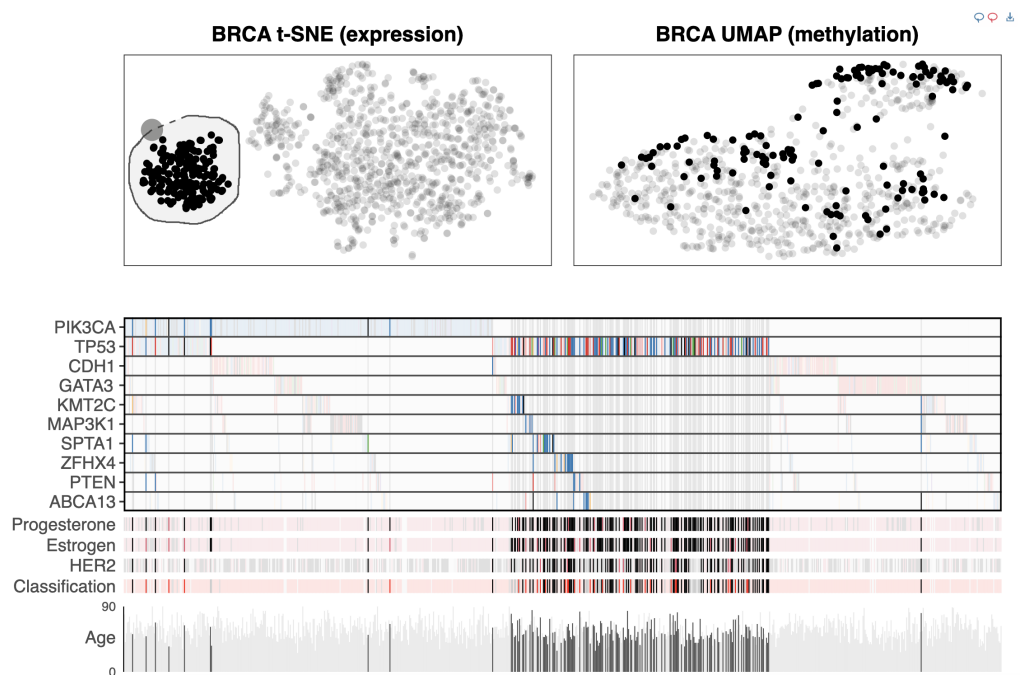 BRCA t-SNE (expression)
BRCA UMAP (methylation)
PIK3CA
TP53
CDH1
GATA3
KMT2C
MAP3K1
SPTA1
ZFHX4
PTEN
ABCA13
Progesterone
Estrogen
HER2
Classification
90
Age
0